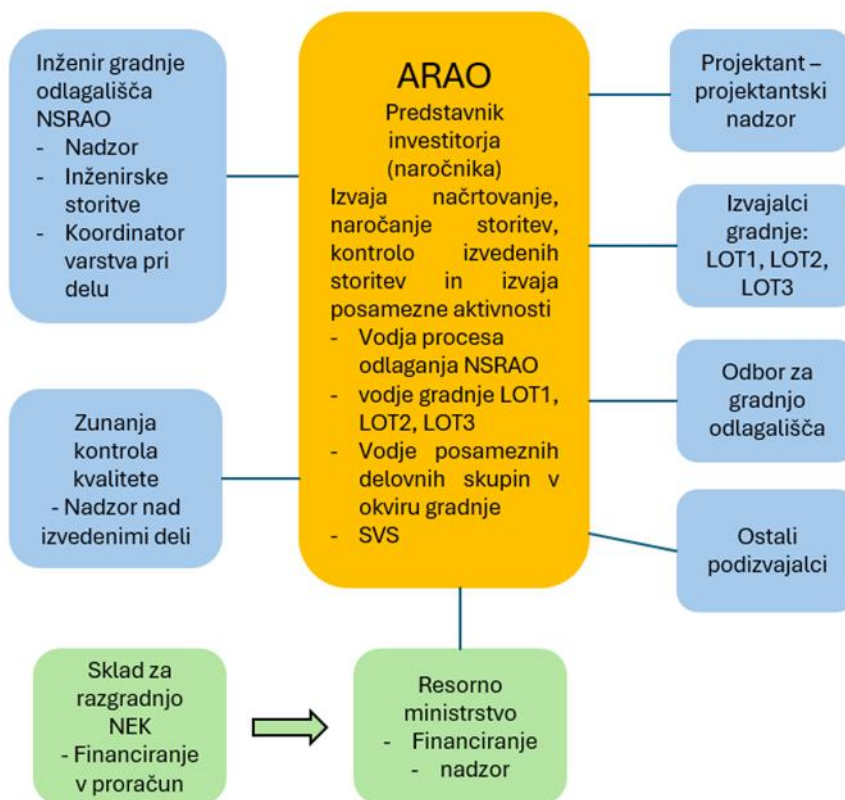 Inženir gradnje
odlagališča
NSRAO
- Nadzor
- Inženirske
storitve
- Koordinator
varstva pri
delu
Zunanja
kontrola
kvalitete
- Nadzor nad
izvedenimi deli
ARAO
Predstavnik
investitorja
(naročnika)
Izvaja načrtovanje,
naročanje storitev,
kontrolo izvedenih
storitev in izvaja
posamezne aktivnosti
- Vodja procesa
odlaganja NSRAO
- vodje gradnje LOT1,
LOT2, LOT3
- Vodje posameznih
delovnih skupin v
okviru gradnje
- SVS
Projektant –
projektantski
nadzor
Izvajalci
gradnje:
LOT1, LOT2,
LOT3
Odbor za
gradnjo
odlagališča
Ostali
podizvajalci
Sklad za
razgradnjo
NEK
- Financiranje
v proračun
Resorno
ministrstvo
- Financiranje
- nadzor